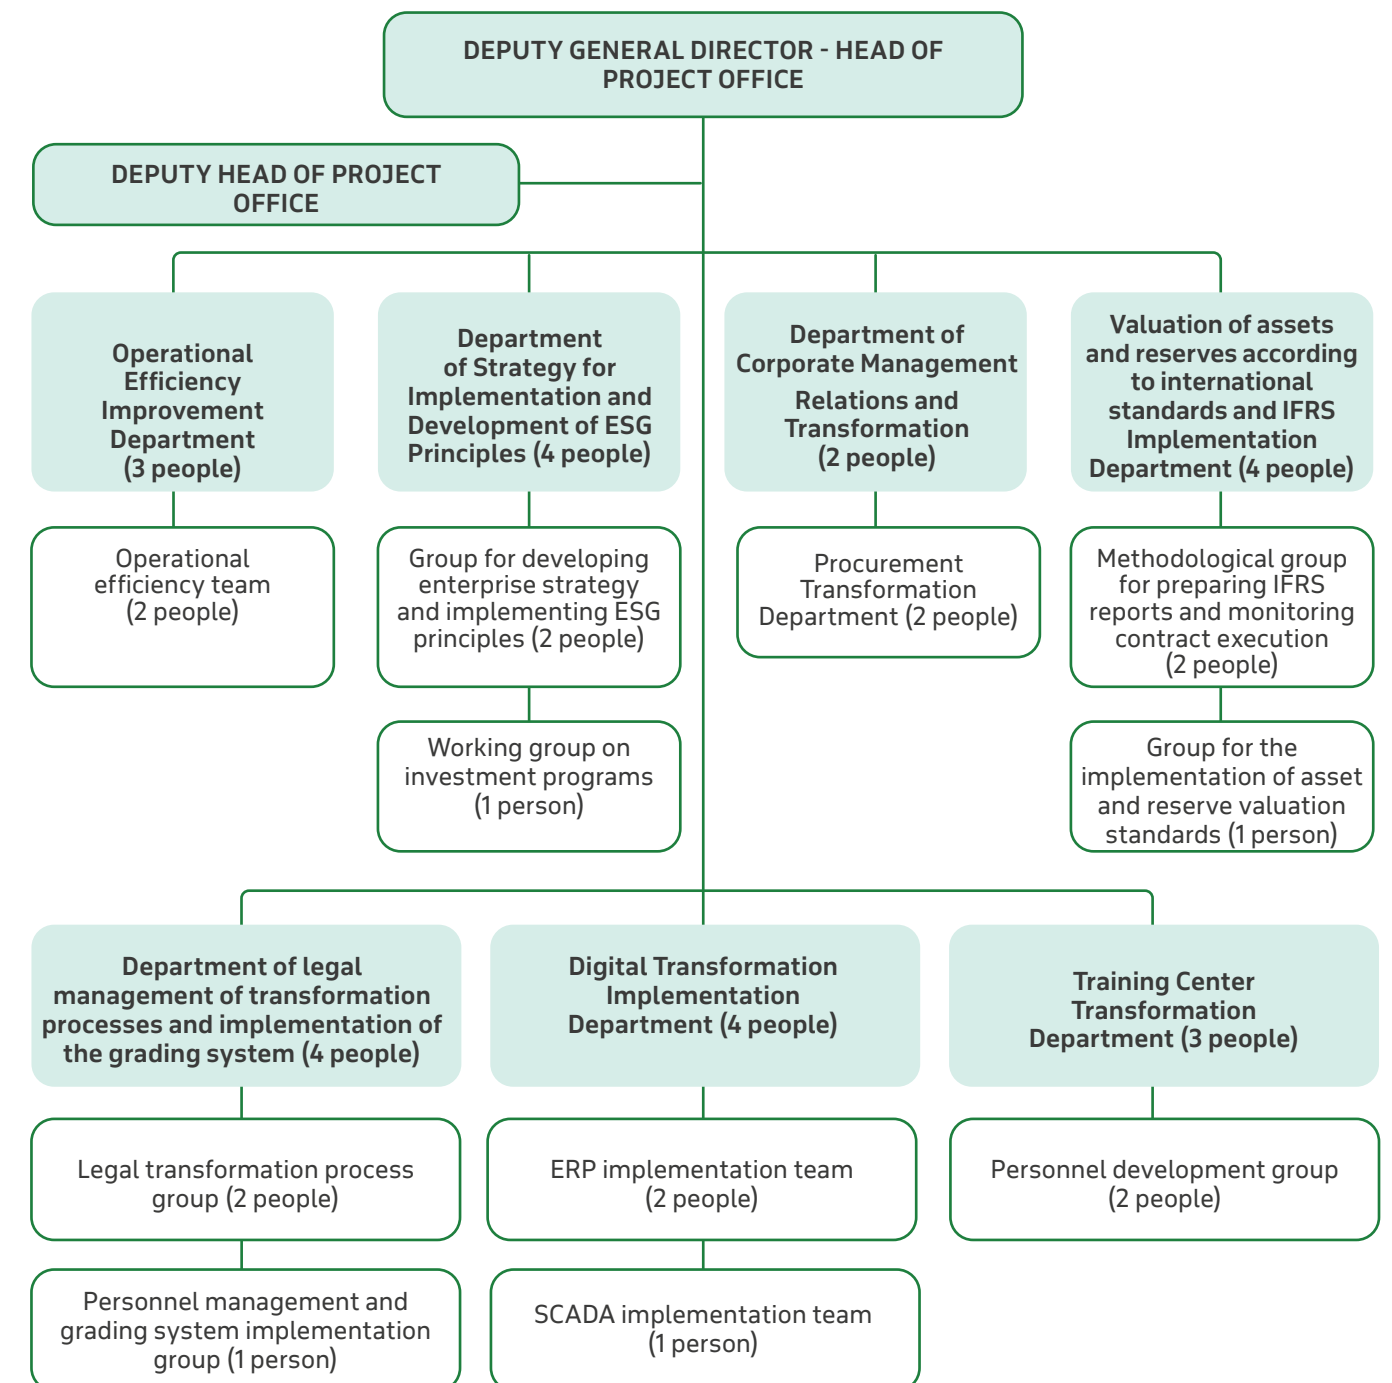 DEPUTY GENERAL DIRECTOR - HEAD OF
PROJECT OFFICE
DEPUTY HEAD OF PROJECT
OFFICE
Operational
Efficiency
Improvement
Department
(3 people)
Department
of Strategy for
Implementation and
Development of ESG
Principles (4 people)
Department of
Corporate Management
Relations and
Transformation
(2 people)
Valuation of assets
and reserves according
to international
standards and IFRS
Implementation
Department (4 people)
Operational
efficiency team
(2 people)
Group for developing
enterprise strategy
and implementing ESG
principles (2 people)
Procurement
Transformation
Department (2 people)
Methodological group
for preparing IFRS
reports and monitoring
contract execution
(2 people)
Working group on
investment programs
(1 person)
Group for the
implementation of asset
and reserve valuation
standards (1 person)
Department of legal
management of transformation
processes and implementation of
the grading system (4 people)
Digital Transformation
Implementation
Department (4 people)
Training Center
Transformation
Department (3 people)
Legal transformation process
group (2 people)
ERP implementation team
(2 people)
Personnel development group
(2 people)
Personnel management and
grading system implementation
group (1 person)
SCADA implementation team
(1 person)